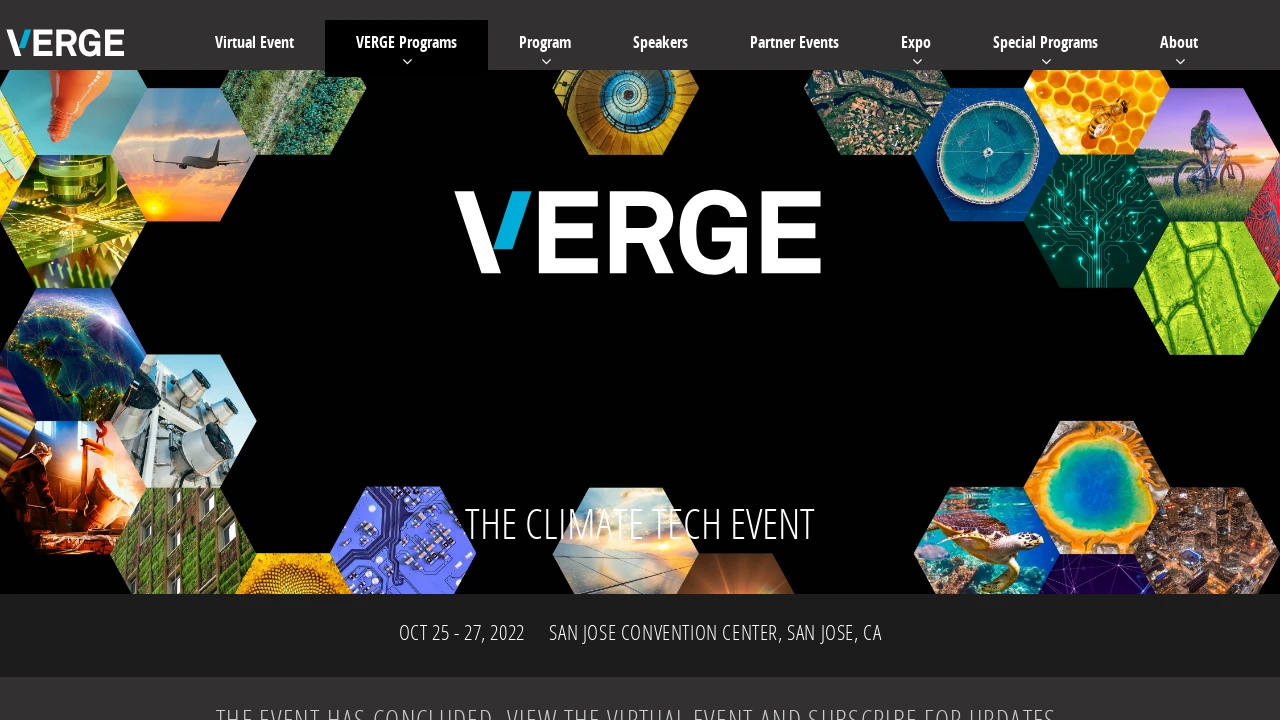 VERGE
Virtual Event
VERGE Programs
Program
Speakers
Partner Events
Expo
Special Programs
About
VERGE
THE CLIMATE TECH EVENT
OCT 25 - 27, 2022 SAN JOSE CONVENTION CENTER, SAN JOSE, CA
THE EVENT HAS CONCLUDED. VIEW THE VIRTUAL EVENT AND SUBSCRIBE FOR UPDATES